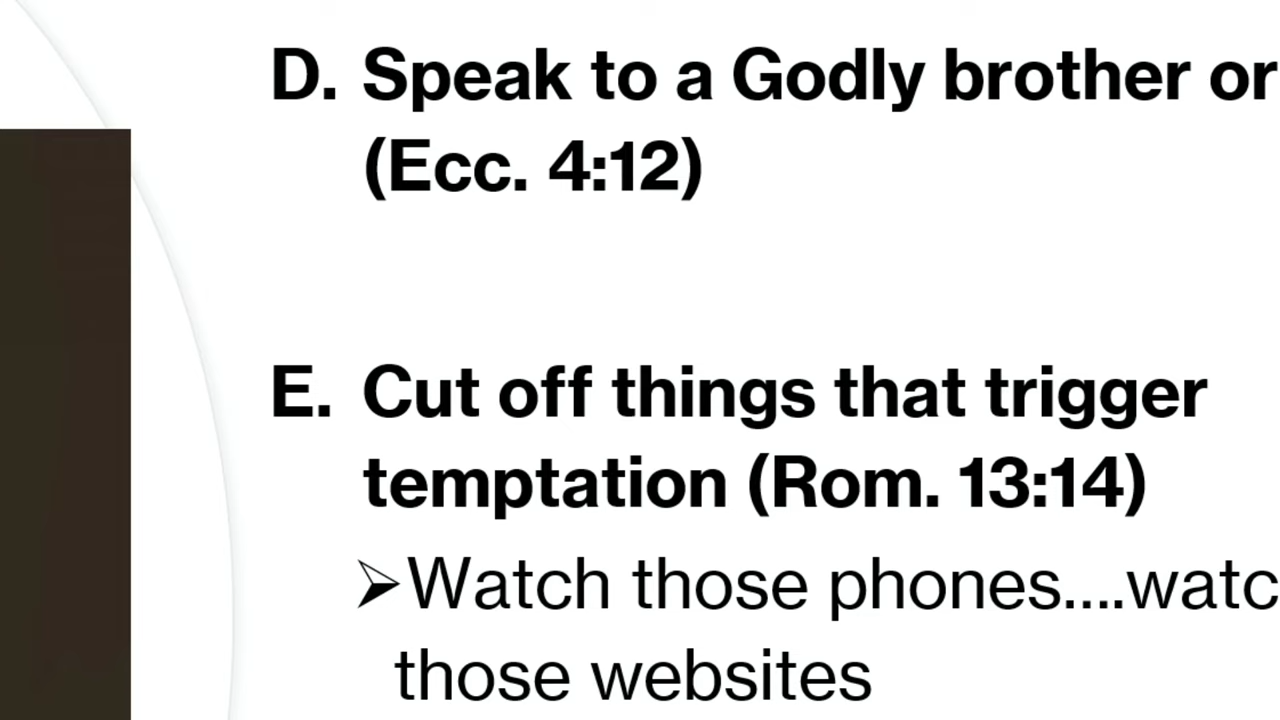 D. Speak to a Godly brother or
(Ecc. 4:12)
E. Cut off things that trigger
temptation (Rom. 13:14)
➢Watch those phones....watc
those websites